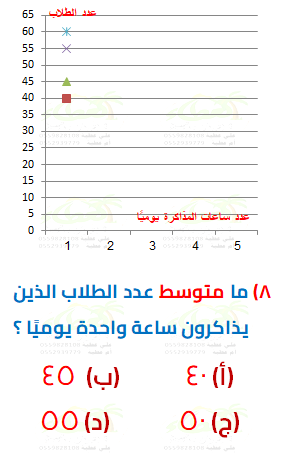 عدد الطلاب
65
60
55
50
45
40
35
30
25
20
15
10
5
0
عدد ساعات المذاكرة يوميًا
1 2 3 4 5
٨) ما متوسط عدد الطلاب الذين
يذاكرون ساعة واحدة يوميًا ؟
(أ) ٤٠ (ب) ٤٥
(ج) ٥٠ (د) ٥٥